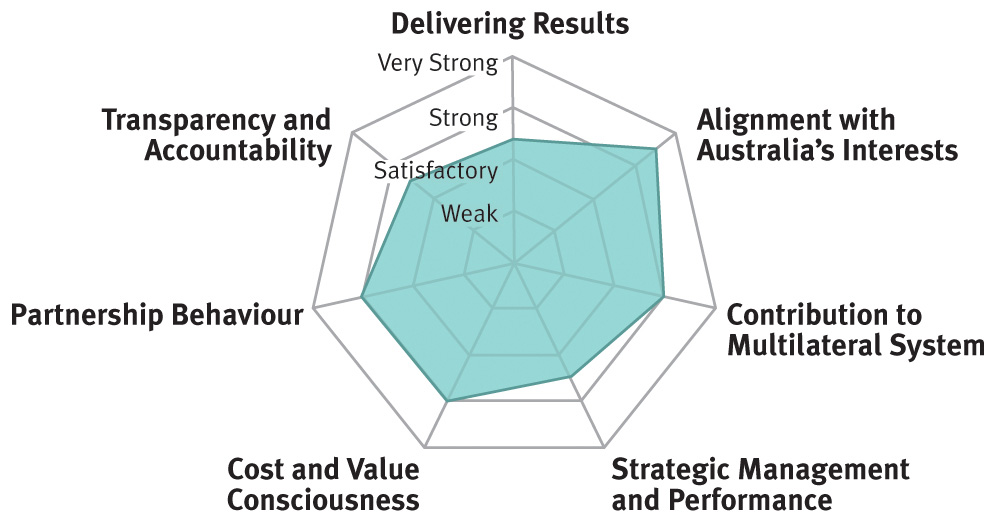 Delivering Results
Very Strong
Strong
Satisfactory
Weak
Transparency and
Accountability
Alignment with
Australia’s Interests
Partnership Behaviour
Contribution to
Multilateral System
Cost and Value
Consciousness
Strategic Management
and Performance